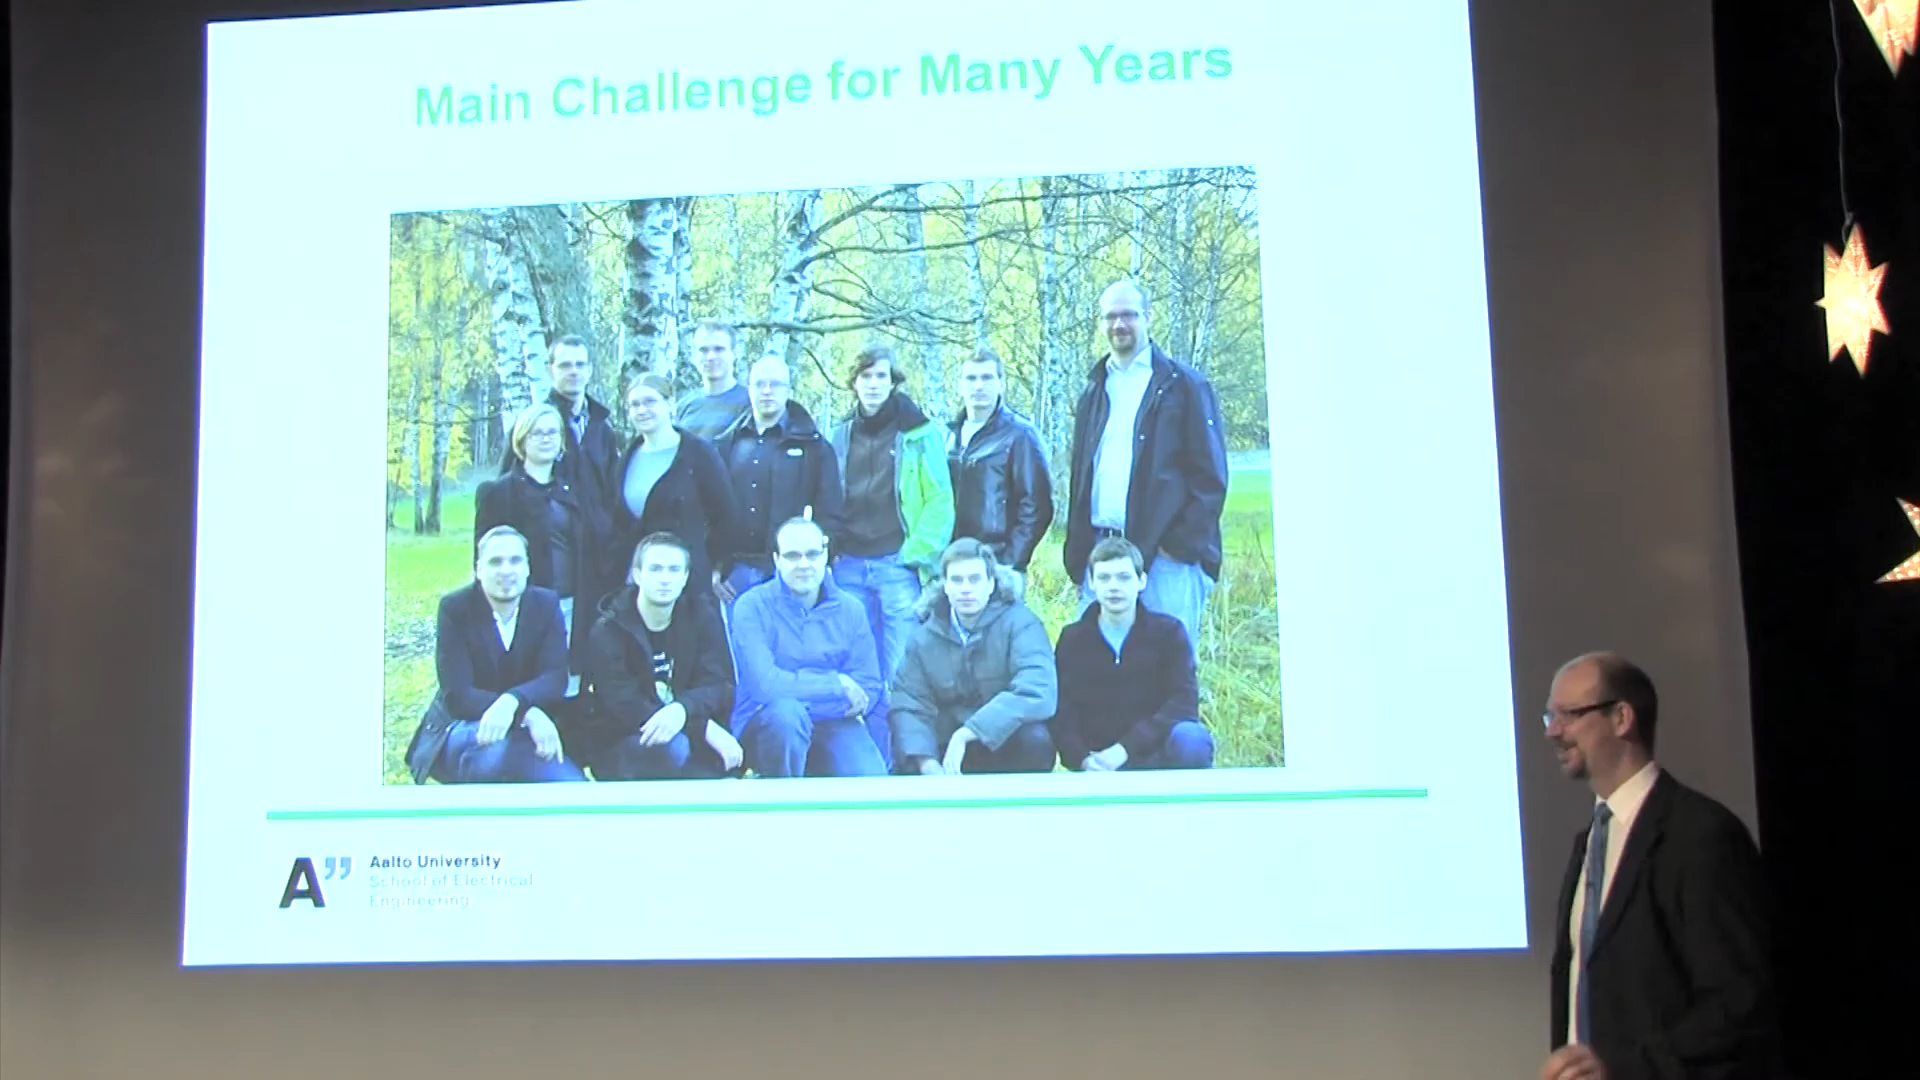 Main Challenge for Many Years
A”
Aalto University
School of Electrical
Engineering